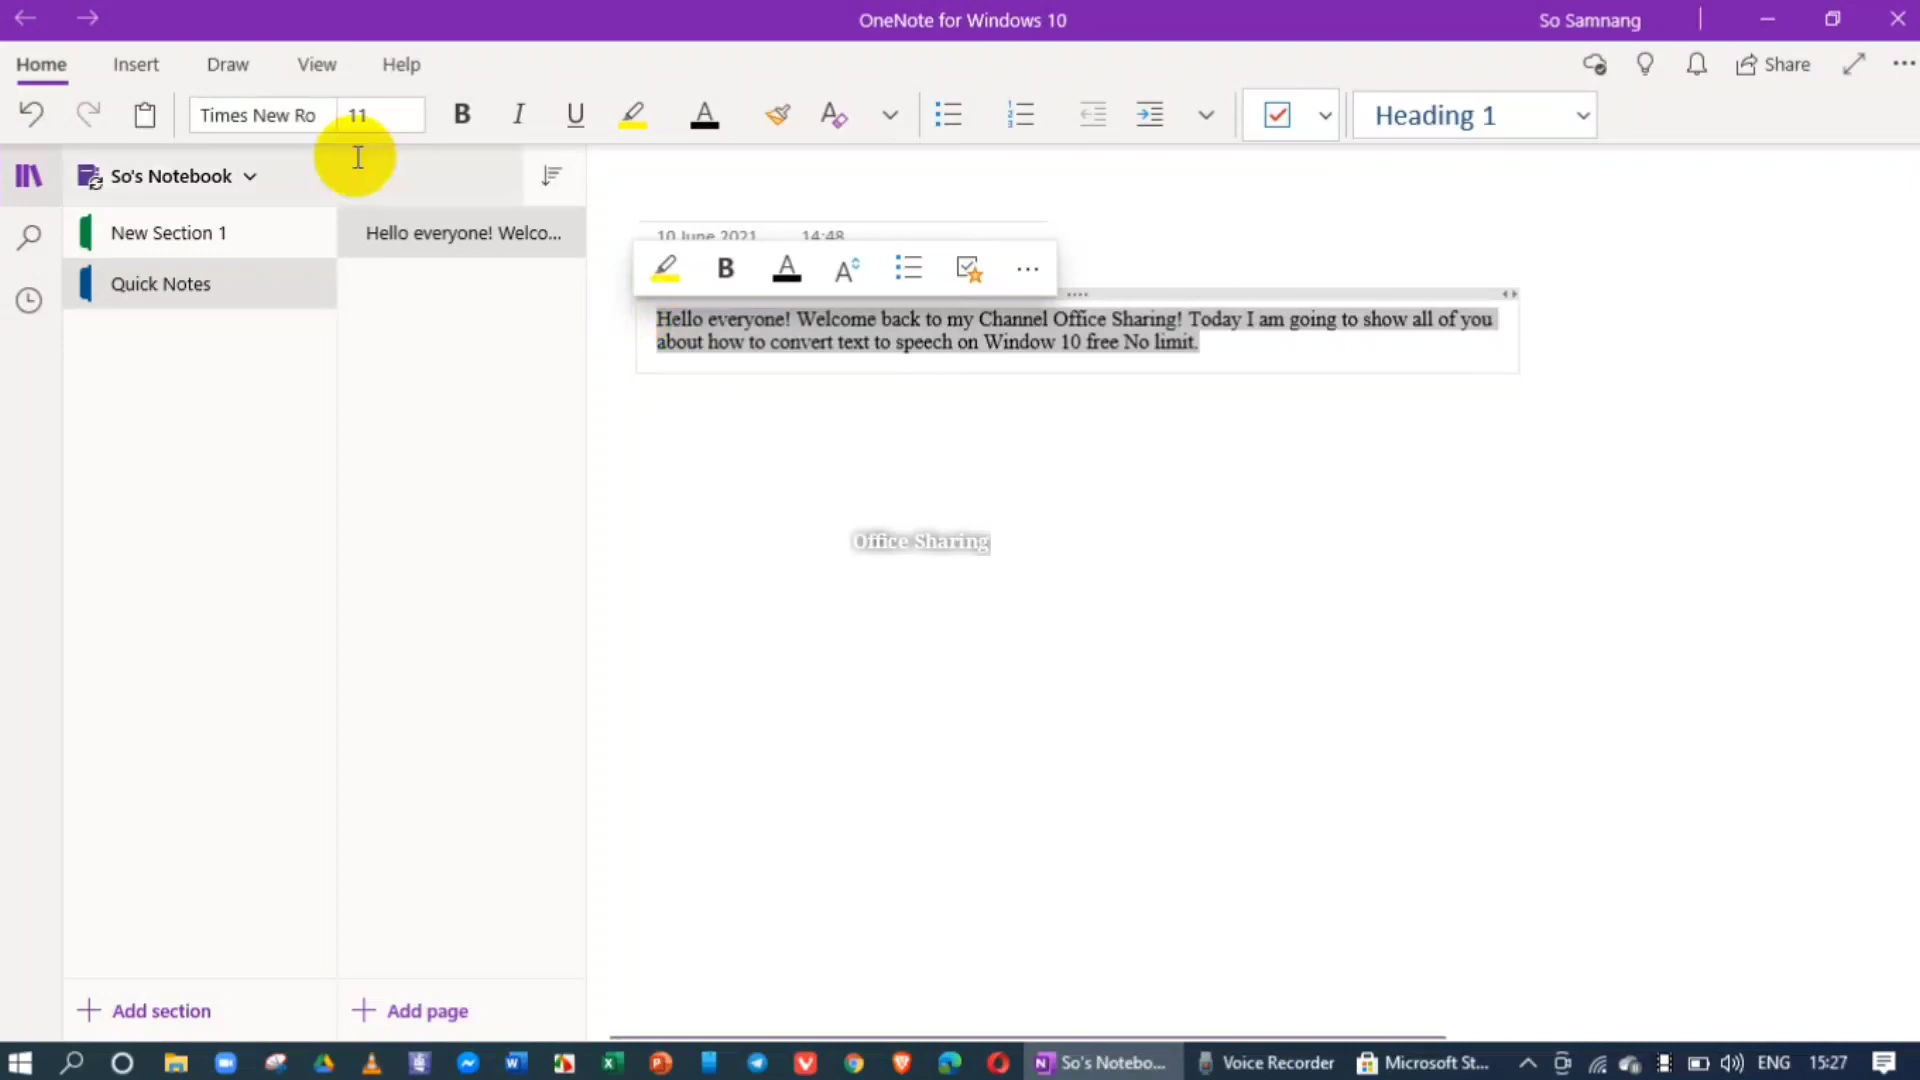 OneNote for Windows 10
So Samnang
Home Insert Draw View Help
Share
Times New Ro 11 B I U A A Heading 1
So's Notebook
New Section 1
Hello everyone! Welco...
Quick Notes
10 June 2021 14:48
B A A
Hello everyone! Welcome back to my Channel Office Sharing! Today I am going to show all of you
about how to convert text to speech on Window 10 free No limit.
Office Sharing
Add section
Add page
So's Notebo...
Voice Recorder
Microsoft St...
ENG
15:27